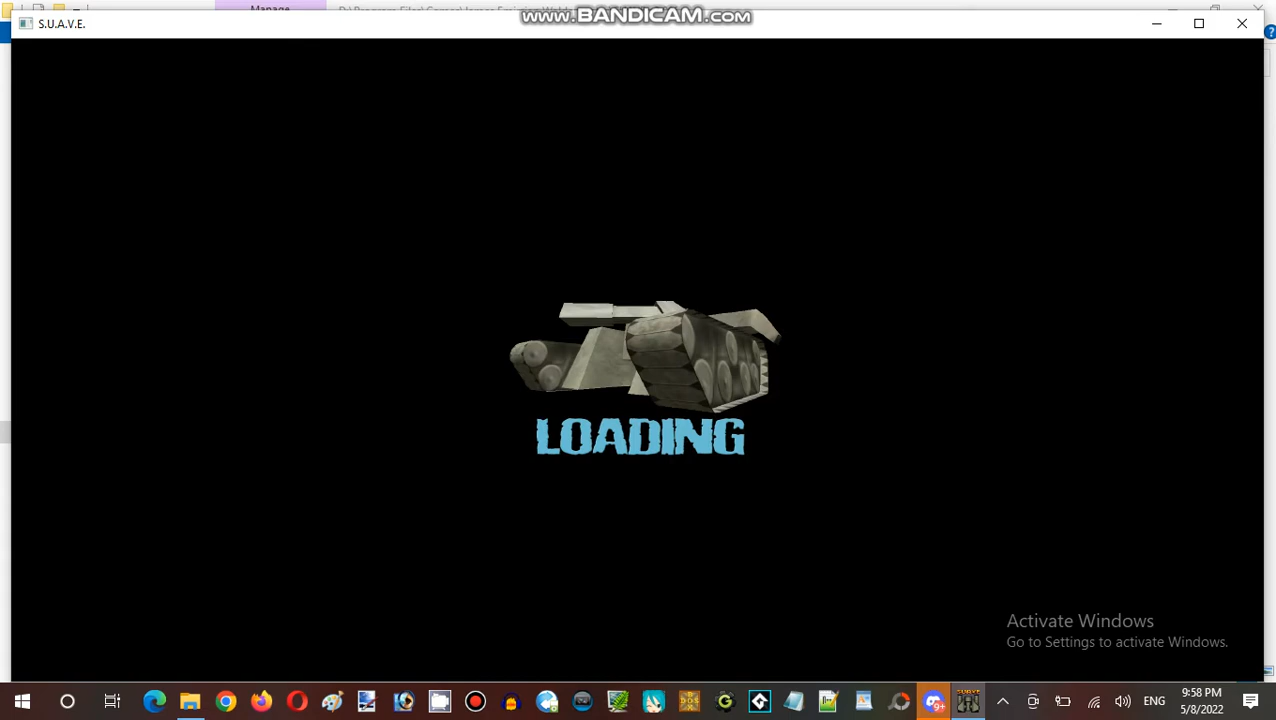 www.BANDICAM.com
Manage
S.U.A.V.E.
LOADING
Activate Windows
Go to Settings to activate Windows.
ENG
9:58 PM
5/8/2022